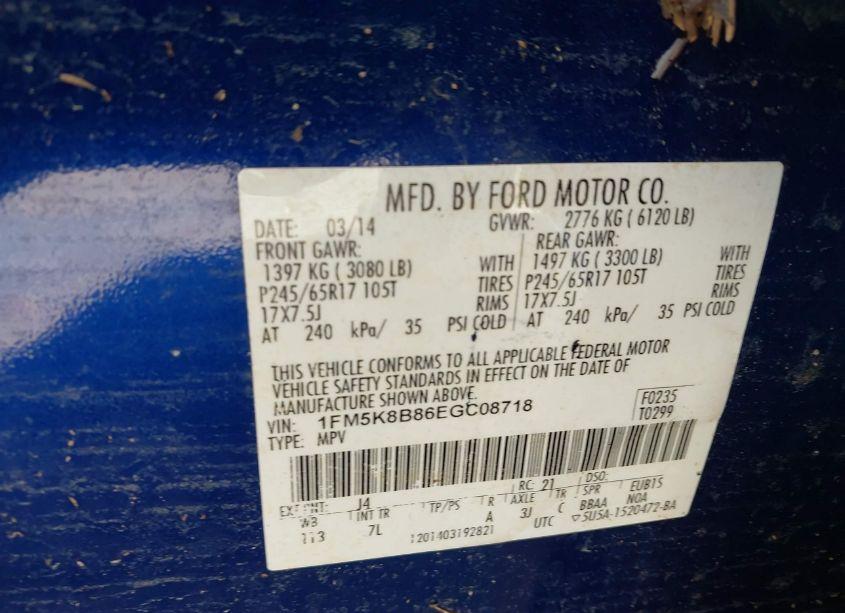 MFD. BY FORD MOTOR CO.
DATE: 03/14 GVWR: 2776 KG ( 6120 LB)
FRONT GAWR: REAR GAWR:
1397 KG ( 3080 LB) WITH 1497 KG ( 3300 LB) WITH
P245/65R17 105T TIRES P245/65R17 105T TIRES
17X7.5J RIMS 17X7.5J RIMS
AT 240 kPa/ 35 PSI COLD AT 240 kPa/ 35 PSI COLD
THIS VEHICLE CONFORMS TO ALL APPLICABLE FEDERAL MOTOR
VEHICLE SAFETY STANDARDS IN EFFECT ON THE DATE OF
MANUFACTURE SHOWN ABOVE.
VIN: 1FM5K8B86EGC08718 F0235
TYPE: MPV T0299
EXT PNT: J4 RC: 21 DSO:
WB INT TR TP/PS R AXLE TR SPR EUB15
113 7L A 3J C BBAA NOA
1201403192821 UTC ▽5U5A-1520472-BA